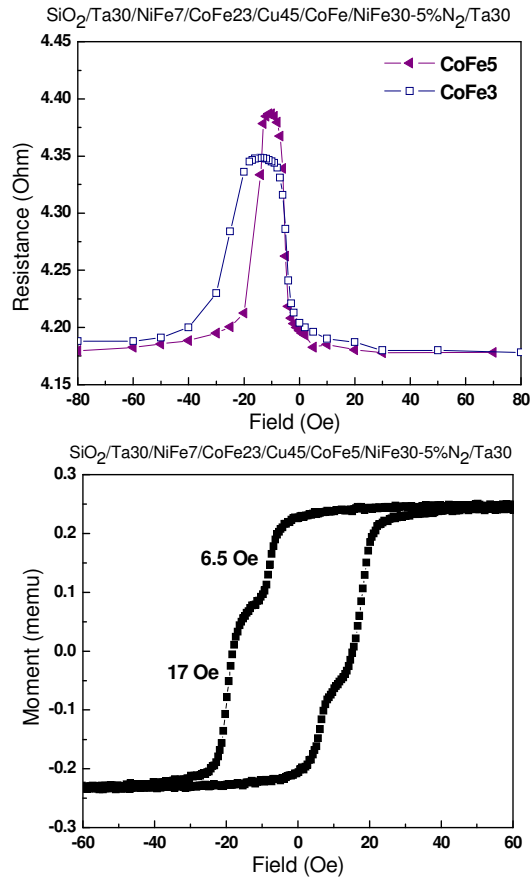 SiO2/Ta30/NiFe7/CoFe23/Cu45/CoFe/NiFe30-5%N2/Ta30
4.45
4.40
4.35
4.30
4.25
4.20
4.15
Resistance (Ohm)
CoFe5
CoFe3
-80 -60 -40 -20 0 20 40 60 80
Field (Oe)
SiO2/Ta30/NiFe7/CoFe23/Cu45/CoFe5/NiFe30-5%N2/Ta30
0.3
0.2
0.1
0.0
-0.1
-0.2
-0.3
Moment (memu)
6.5 Oe
17 Oe
-60 -40 -20 0 20 40 60
Field (Oe)